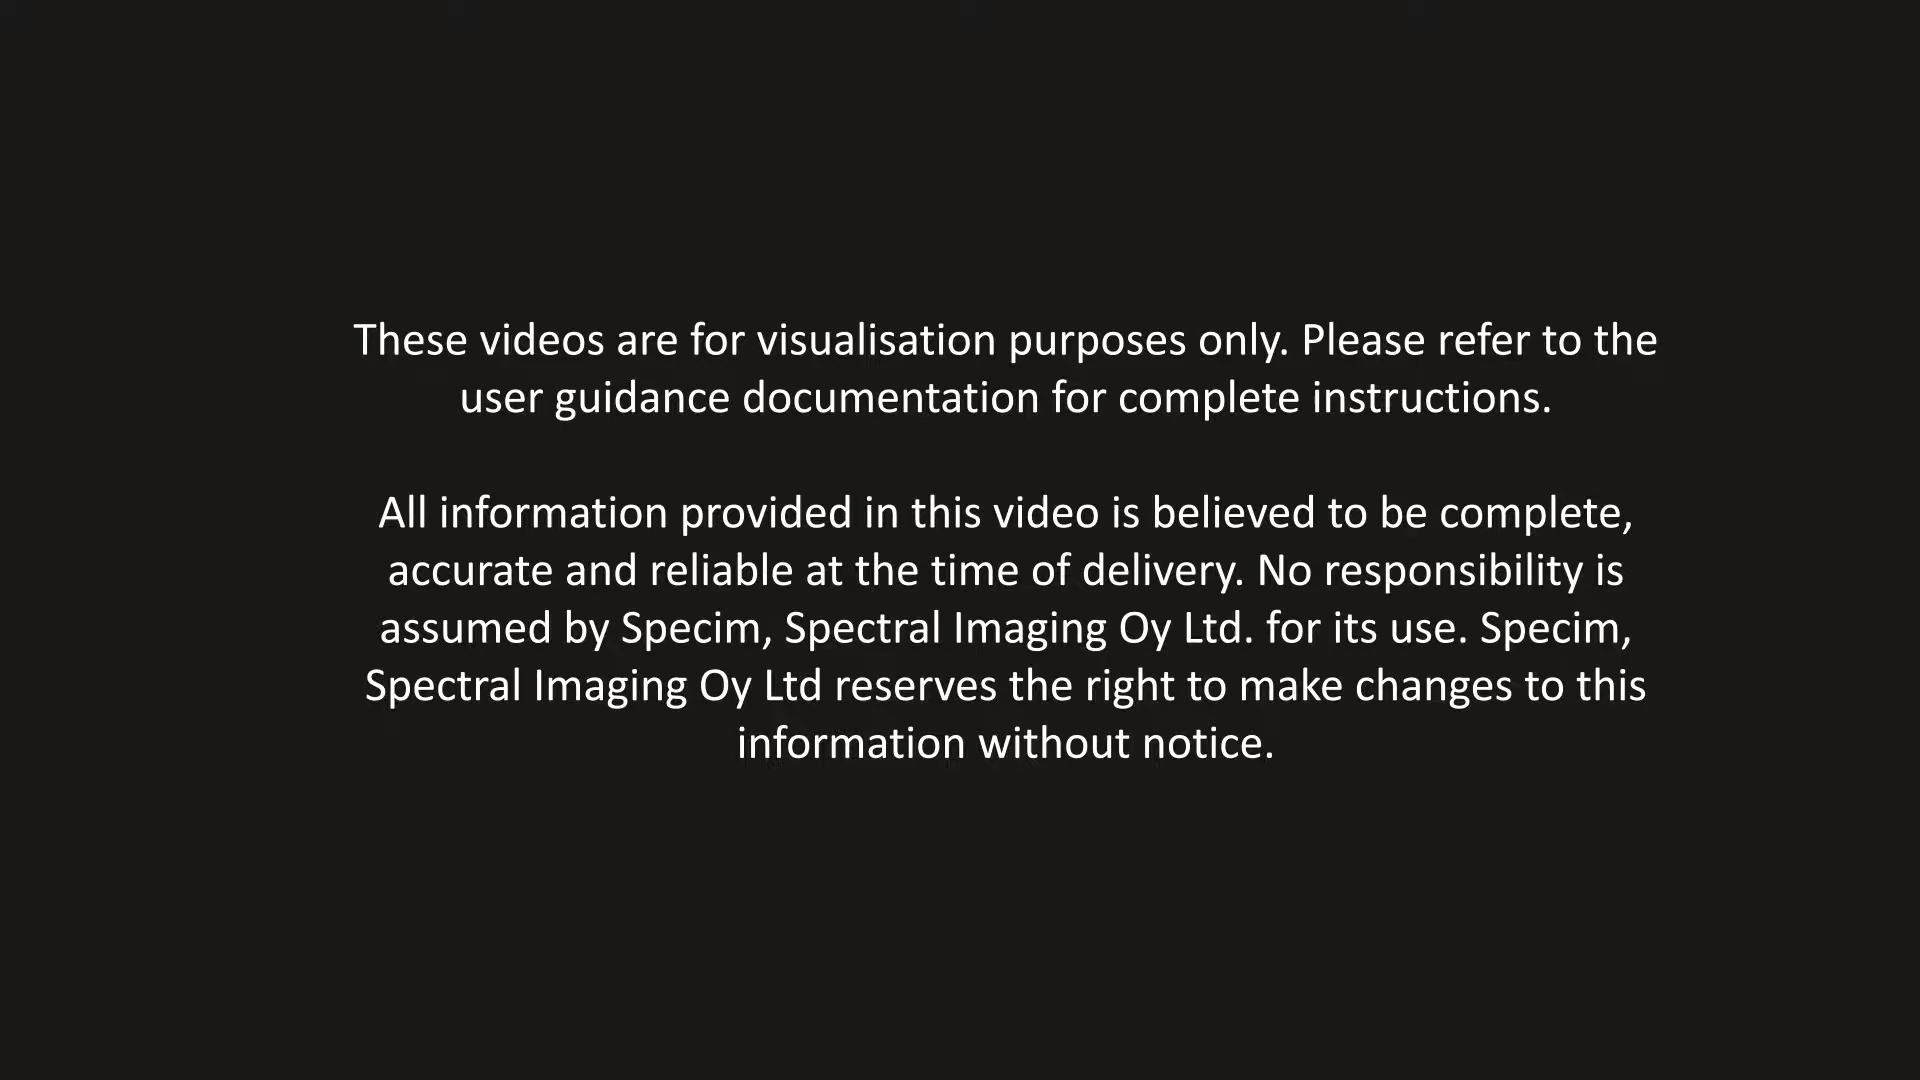 These videos are for visualisation purposes only. Please refer to the
user guidance documentation for complete instructions.
All information provided in this video is believed to be complete,
accurate and reliable at the time of delivery. No responsibility is
assumed by Specim, Spectral Imaging Oy Ltd. for its use. Specim,
Spectral Imaging Oy Ltd reserves the right to make changes to this
information without notice.